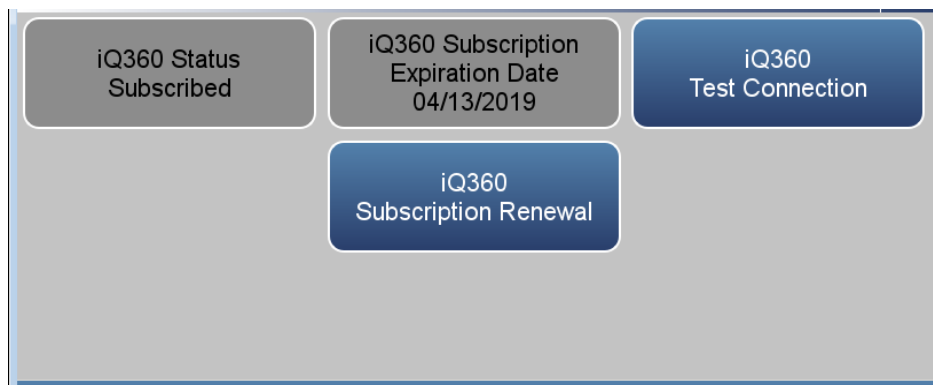 iQ360 Status
Subscribed
iQ360 Subscription
Expiration Date
04/13/2019
iQ360
Test Connection
iQ360
Subscription Renewal